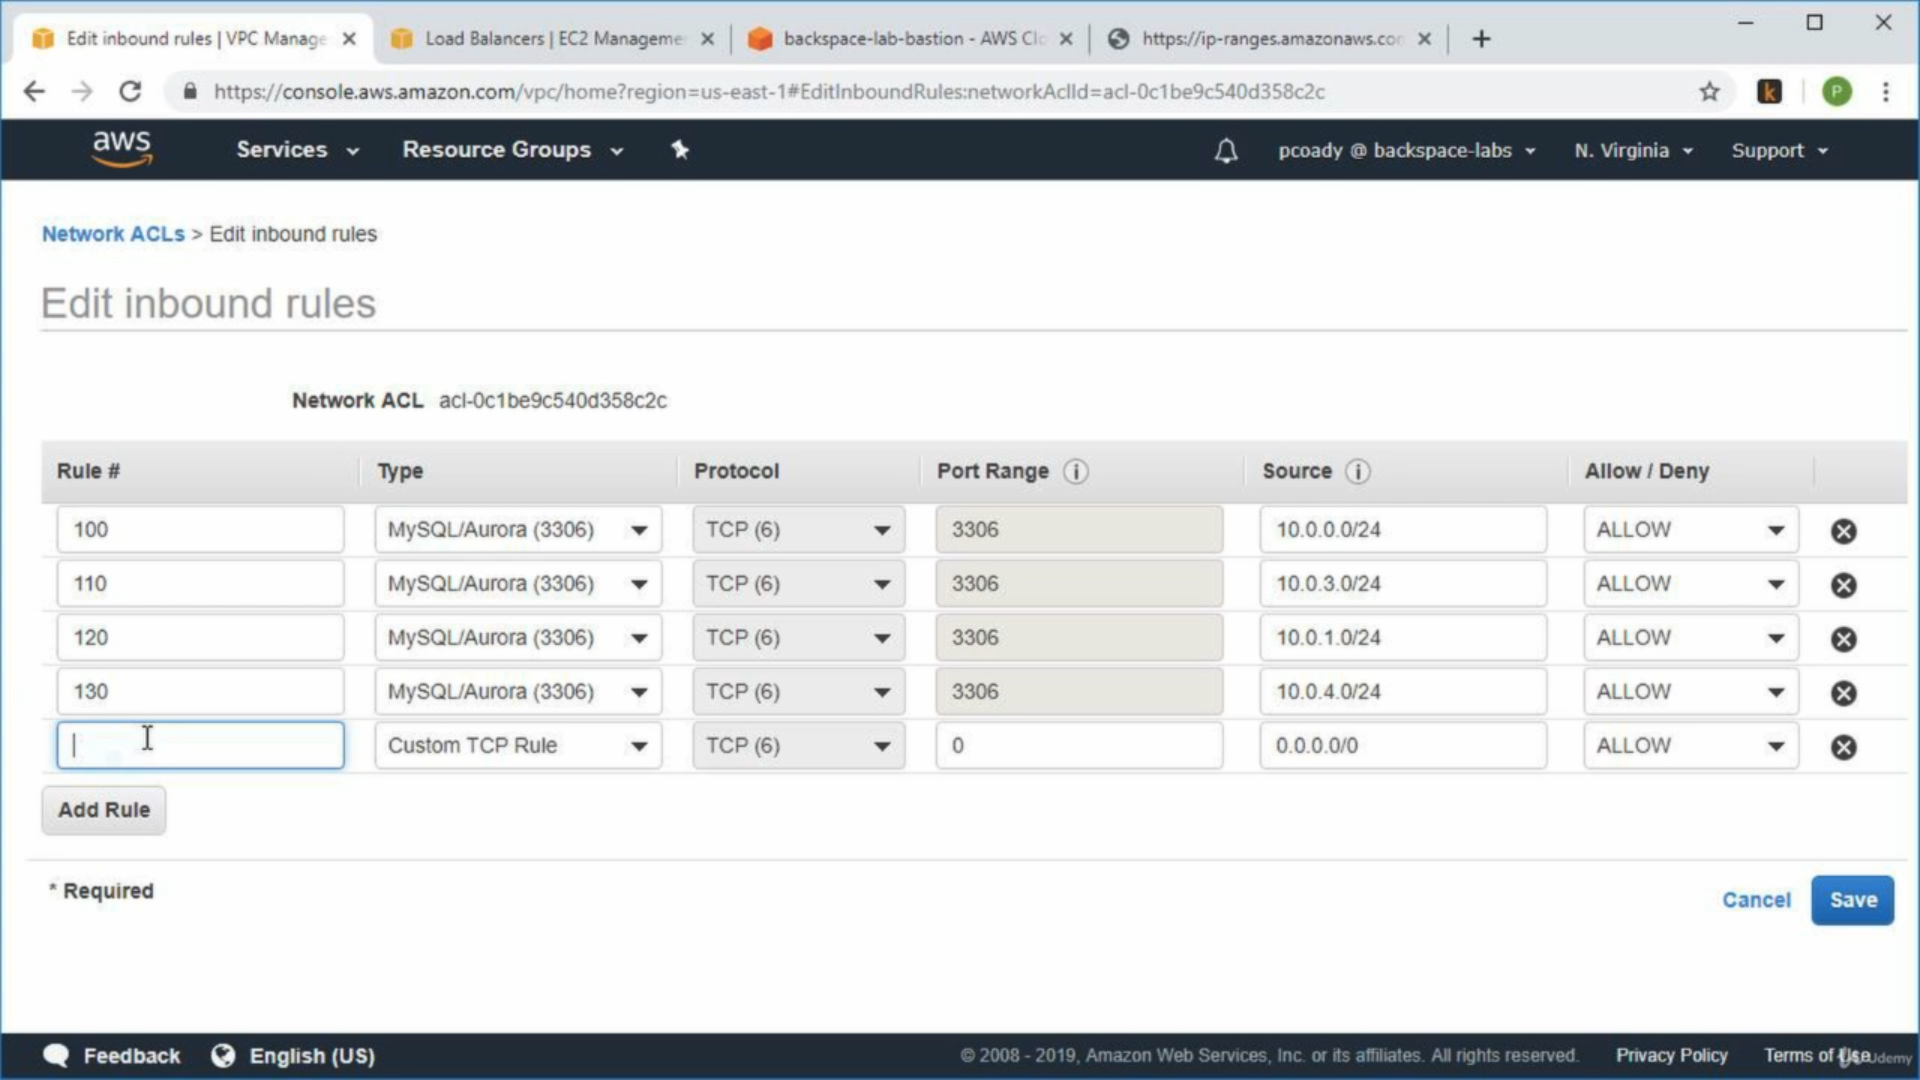 Edit inbound rules | VPC Manage
Load Balancers | EC2 Manageme
backspace-lab-bastion - AWS Clo
https://ip-ranges.amazonaws.co
https://console.aws.amazon.com/vpc/home?region=us-east-1#EditInboundRules:networkAclId=acl-0c1be9c540d358c2c
k
P
aws
Services
Resource Groups
pcoady @ backspace-labs
N. Virginia
Support
Network ACLs > Edit inbound rules
Edit inbound rules
Network ACL acl-0c1be9c540d358c2c
Rule # Type Protocol Port Range i Source i Allow / Deny
100 MySQL/Aurora (3306) TCP (6) 3306 10.0.0.0/24 ALLOW
110 MySQL/Aurora (3306) TCP (6) 3306 10.0.3.0/24 ALLOW
120 MySQL/Aurora (3306) TCP (6) 3306 10.0.1.0/24 ALLOW
130 MySQL/Aurora (3306) TCP (6) 3306 10.0.4.0/24 ALLOW
Custom TCP Rule TCP (6) 0 0.0.0.0/0 ALLOW
Add Rule
* Required
Cancel
Save
Feedback
English (US)
© 2008 - 2019, Amazon Web Services, Inc. or its affiliates. All rights reserved.
Privacy Policy
Terms of Use
Udemy